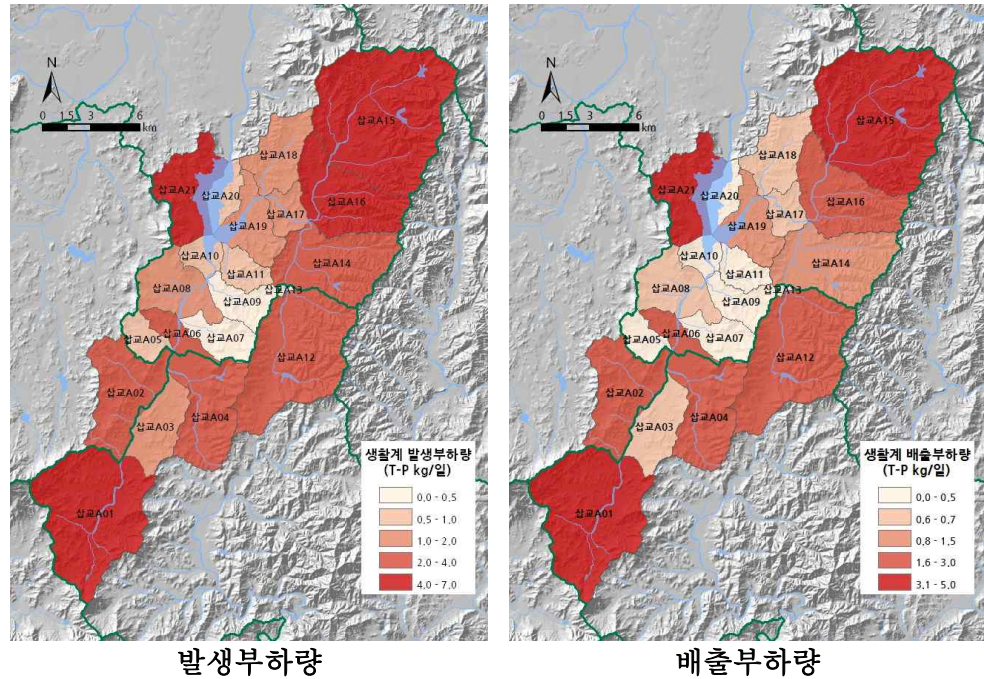 N
0 1.5 3 6
km
삽교A15
삽교A18
삽교A21
삽교A20
삽교A16
삽교A17
삽교A19
삽교A10
삽교A11
삽교A14
삽교A08
삽교A13
삽교A09
삽교A05
삽교A06
삽교A07
삽교A12
삽교A02
삽교A04
삽교A03
삽교A01
생활계 발생부하량
(T-P kg/일)
0.0 - 0.5
0.5 - 1.0
1.0 - 2.0
2.0 - 4.0
4.0 - 7.0
발생부하량
N
0 1.5 3 6
km
삽교A15
삽교A18
삽교A21
삽교A20
삽교A16
삽교A17
삽교A19
삽교A10
삽교A11
삽교A14
삽교A08
삽교A13
삽교A09
삽교A05
삽교A06
삽교A07
삽교A12
삽교A02
삽교A04
삽교A03
삽교A01
생활계 배출부하량
(T-P kg/일)
0.0 - 0.5
0.6 - 0.7
0.8 - 1.5
1.6 - 3.0
3.1 - 5.0
배출부하량